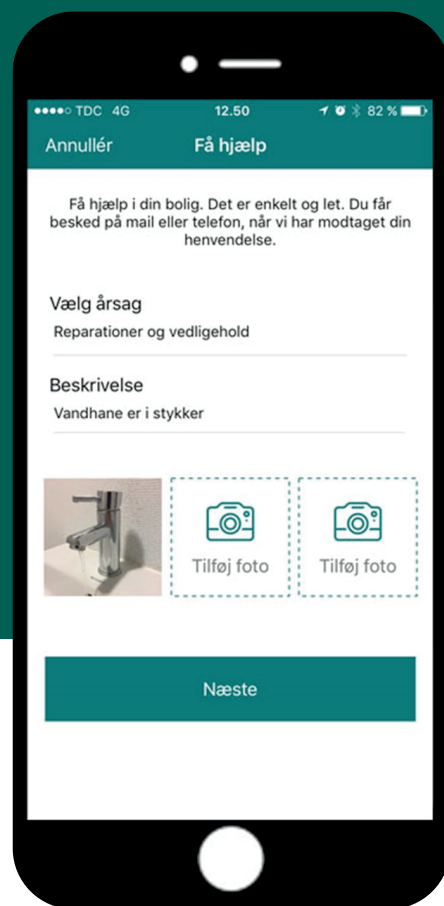 TDC 4G 12.50 82 %
Annullér Få hjælp
Få hjælp i din bolig. Det er enkelt og let. Du får
besked på mail eller telefon, når vi har modtaget din
henvendelse.
Vælg årsag
Reparationer og vedligehold
Beskrivelse
Vandhane er i stykker
Tilføj foto Tilføj foto
Næste